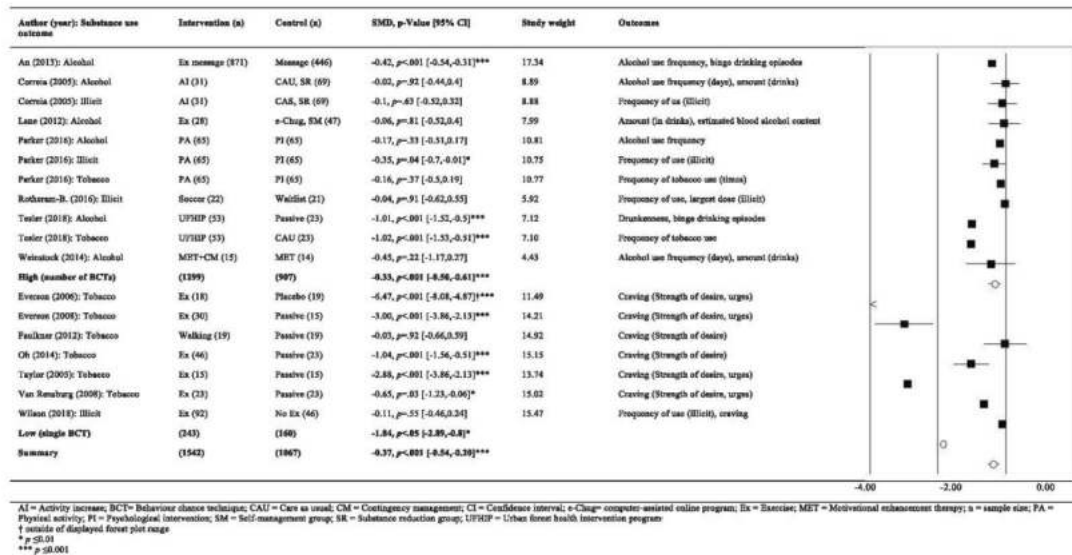 Author (year): Substance use outcome Intervention (n) Control (n) SMD, p-Value [95% CI] Study weight Outcomes
An (2013): Alcohol Ex message (871) Message (446) -0.42, p<.001 [-0.54,-0.31]*** 17.34 Alcohol use frequency, bingo drinking episodes
Correia (2005): Alcohol AI (31) CAU, SR (69) -0.02, p=.92 [-0.44,0.4] 8.89 Alcohol use frequency (days), amount (drinks)
Correia (2005): Illicit AI (31) CAS, SR (69) -0.1, p=.63 [-0.52,0.32] 8.88 Frequency of us (illicit)
Lane (2012): Alcohol Ex (28) e-Chug, SM (47) -0.06, p=.81 [-0.52,0.4] 7.99 Amount (in drinks), estimated blood alcohol content
Parker (2016): Alcohol PA (65) PI (65) -0.17, p=.33 [-0.51,0.17] 10.81 Alcohol use frequency
Parker (2016): Illicit PA (65) PI (65) -0.35, p=.04 [-0.7,-0.01]* 10.75 Frequency of use (illicit)
Parker (2016): Tobacco PA (65) PI (65) -0.16, p=.37 [-0.5,0.19] 10.77 Frequency of tobacco use (times)
Rotheram-B. (2016): Illicit Soccer (22) Waitlist (21) -0.04, p=.91 [-0.62,0.55] 5.92 Frequency of use, largest dose (illicit)
Tesler (2018): Alcohol UFHIP (53) Passive (23) -1.01, p<.001 [-1.52,-0.5]*** 7.12 Drunkenness, binge drinking episodes
Tesler (2018): Tobacco UFHIP (53) CAU (23) -1.02, p<.001 [-1.53,-0.51]*** 7.10 Frequency of tobacco use
Weinstock (2014): Alcohol MET+CM (15) MET (14) -0.45, p=.22 [-1.17,0.27] 4.43 Alcohol use frequency (days), amount (drinks)
High (number of BCTs) (1299) (907) -0.33, p<.001 [-0.50,-0.61]***
Everson (2006): Tobacco Ex (18) Placebo (19) -6.47, p<.001 [-8.08,-4.87]†*** 11.49 Craving (Strength of desire, urges)
Everson (2008): Tobacco Ex (30) Passive (15) -3.00, p<.001 [-3.86,-2.13]*** 14.21 Craving (Strength of desire, urges)
Faulkner (2012): Tobacco Walking (19) Passive (19) -0.03, p=.92 [-0.66,0.59] 14.92 Craving (Strength of desire)
Oh (2014): Tobacco Ex (46) Passive (23) -1.04, p<.001 [-1.56,-0.51]*** 15.15 Craving (Strength of desire)
Taylor (2005): Tobacco Ex (15) Passive (15) -2.88, p<.001 [-3.86,-2.13]*** 13.74 Craving (Strength of desire, urges)
Van Rensburg (2008): Tobacco Ex (23) Passive (23) -0.65, p=.03 [-1.23,-0.06]* 15.02 Craving (Strength of desire, urges)
Wilson (2018): Illicit Ex (92) No Ex (46) -0.11, p=.55 [-0.46,0.24] 15.47 Frequency of use (illicit), craving
Low (single BCT) (243) (160) -1.84, p<.05 [-2.89,-0.8]*
Summary (1542) (1067) -0.37, p<.001 [-0.54,-0.20]***
-4.00 -2.00 0.00
AI = Activity increase; BCT= Behaviour chance technique; CAU = Care as usual; CM = Contingency management; CI = Confidence interval; e-Chug= computer-assisted online program; Ex = Exercise; MET = Motivational enhancement therapy; n = sample size; PA =
Physical activity; PI = Psychological intervention; SM = Self-management group; SR = Substance reduction group; UFHIP = Urban forest health intervention program
† outside of displayed forest plot range
* p ≤0.01
*** p ≤0.001